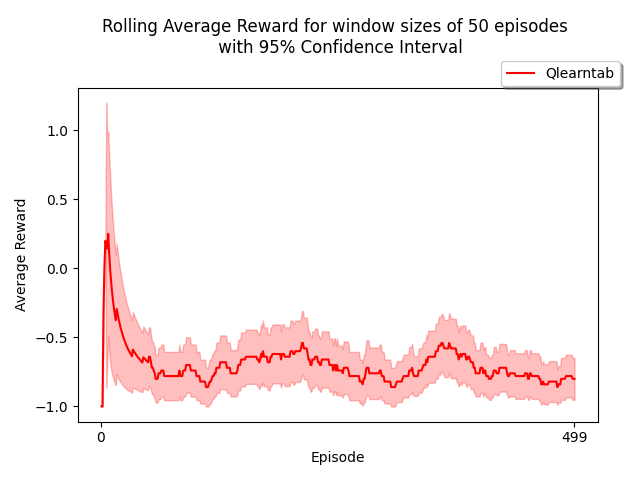 Rolling Average Reward for window sizes of 50 episodes
with 95% Confidence Interval
Qlearntab
Average Reward
1.0
0.5
0.0
−0.5
−1.0
0
499
Episode